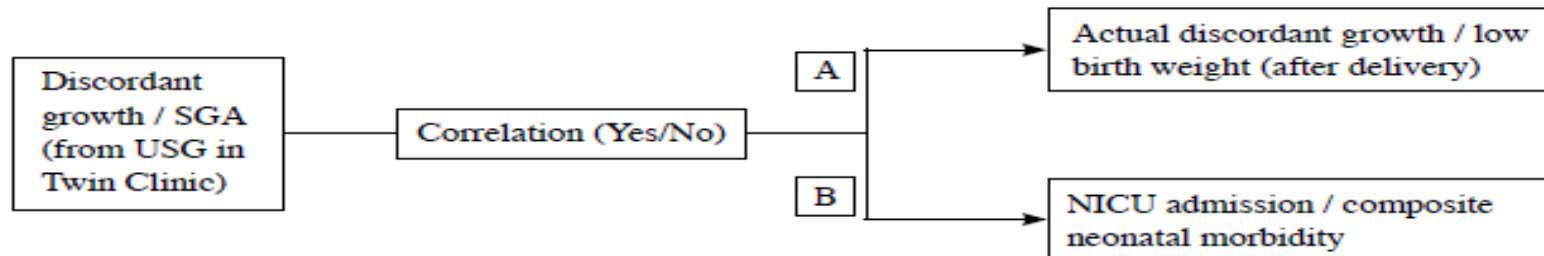 Discordant
growth / SGA
(from USG in
Twin Clinic)
Correlation (Yes/No)
A
Actual discordant growth / low
birth weight (after delivery)
B
NICU admission / composite
neonatal morbidity